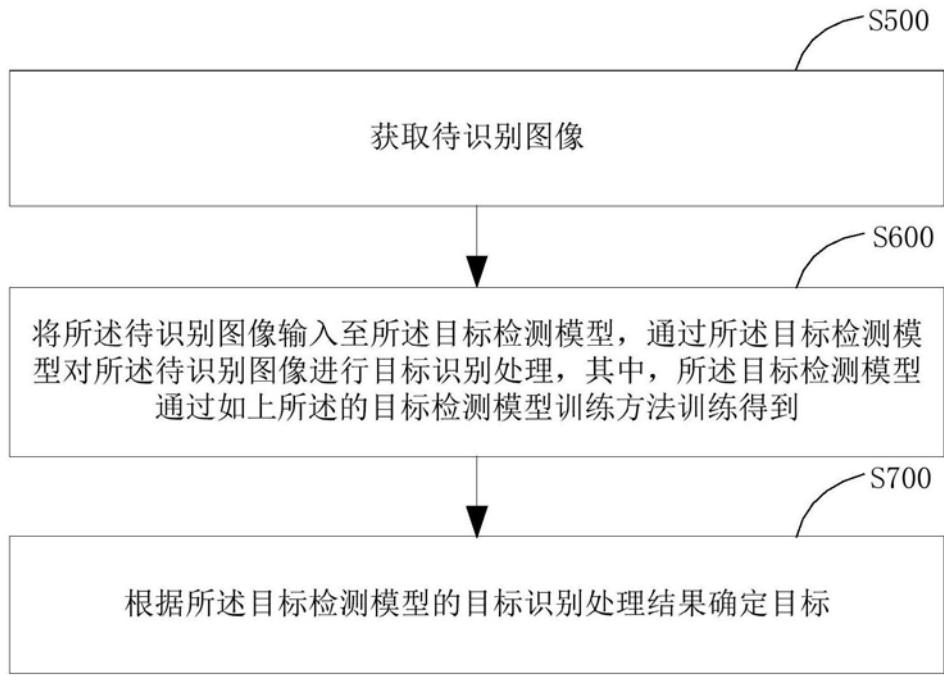 S500
获取待识别图像
S600
将所述待识别图像输入至所述目标检测模型，通过所述目标检测模
型对所述待识别图像进行目标识别处理，其中，所述目标检测模型
通过如上所述的目标检测模型训练方法训练得到
S700
根据所述目标检测模型的目标识别处理结果确定目标